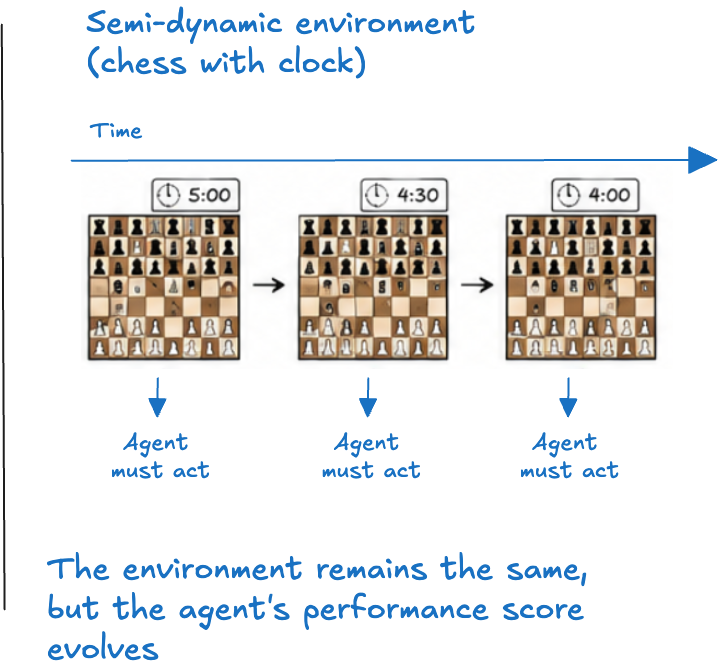 Semi-dynamic environment
(chess with clock)
Time
5:00
4:30
4:00
Agent
must act
Agent
must act
Agent
must act
The environment remains the same,
but the agent's performance score
evolves